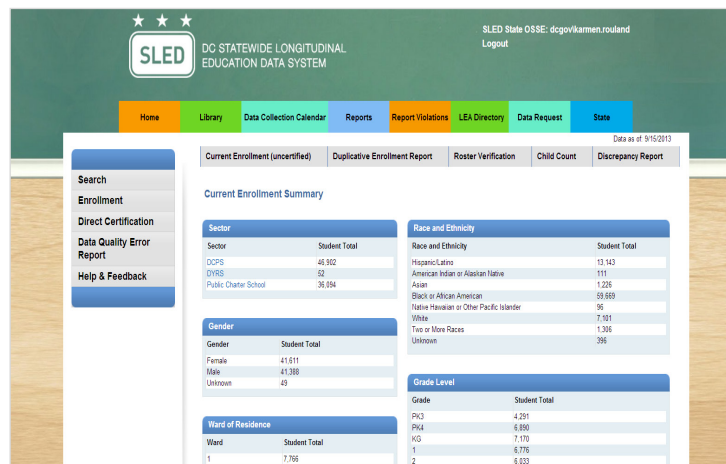 ★ ★ ★
SLED
DC STATEWIDE LONGITUDINAL
EDUCATION DATA SYSTEM
SLED State OSSE: dcgov\karmen.rouland
Logout
Home Library Data Collection Calendar Reports Report Violations LEA Directory Data Request State
Data as of: 9/15/2013
Current Enrollment (uncertified) Duplicative Enrollment Report Roster Verification Child Count Discrepancy Report
Search
Enrollment
Direct Certification
Data Quality Error
Report
Help & Feedback
Current Enrollment Summary
Sector
Sector Student Total
DCPS 46,902
DYRS 52
Public Charter School 36,094
Gender
Gender Student Total
Female 41,611
Male 41,388
Unknown 49
Ward of Residence
Ward Student Total
1 7,766
Race and Ethnicity
Race and Ethnicity Student Total
Hispanic/Latino 13,143
American Indian or Alaskan Native 111
Asian 1,226
Black or African American 59,669
Native Hawaiian or Other Pacific Islander 96
White 7,101
Two or More Races 1,306
Unknown 396
Grade Level
Grade Student Total
PK3 4,291
PK4 6,890
KG 7,170
1 6,776
2 6,033